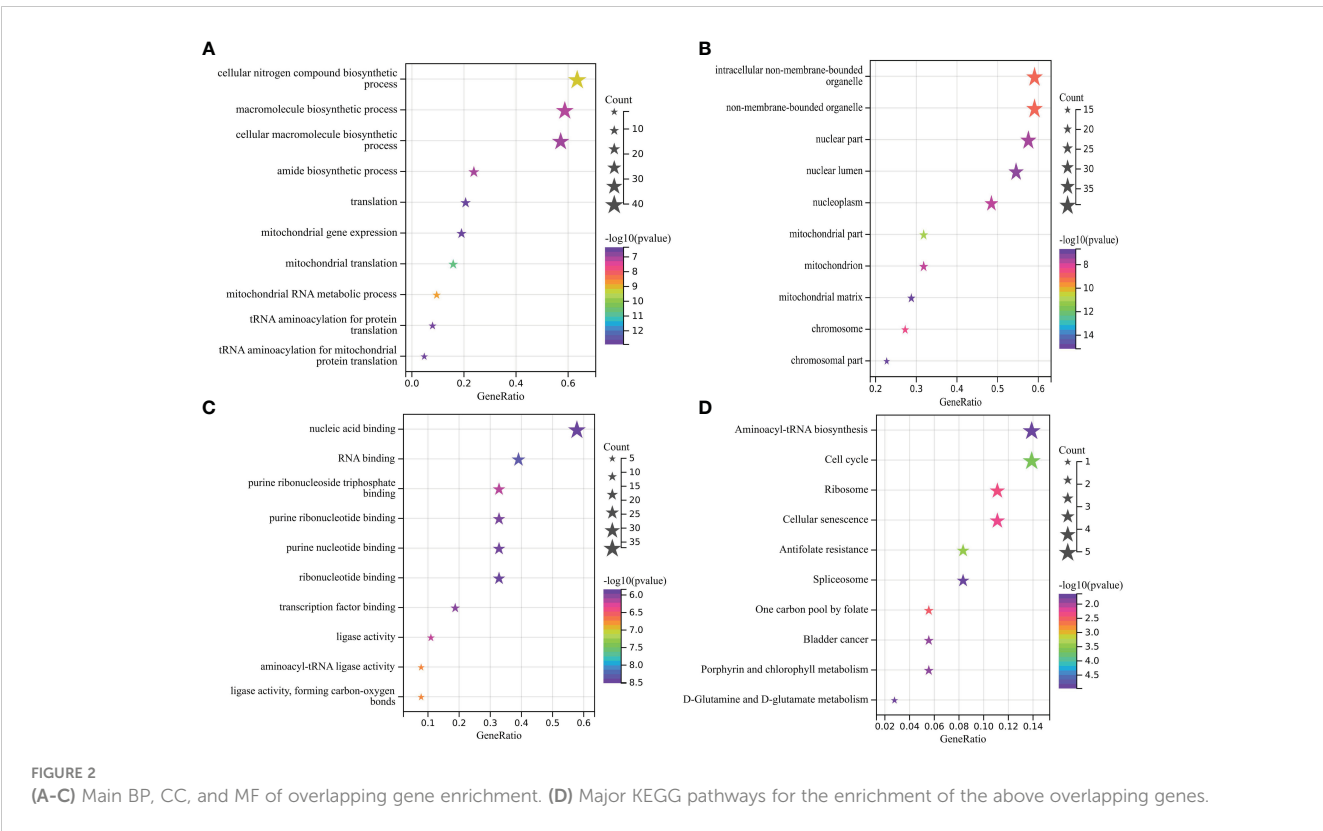 A
cellular nitrogen compound biosynthetic
process
macromolecule biosynthetic process
cellular macromolecule biosynthetic
process
amide biosynthetic process
translation
mitochondrial gene expression
mitochondrial translation
mitochondrial RNA metabolic process
tRNA aminoacylation for protein
translation
tRNA aminoacylation for mitochondrial
protein translation
0.0 0.2 0.4 0.6
GeneRatio
Count
10
20
30
40
-log10(pvalue)
7
8
9
10
11
12
B
intracellular non-membrane-bounded
organelle
non-membrane-bounded organelle
nuclear part
nuclear lumen
nucleoplasm
mitochondrial part
mitochondrion
mitochondrial matrix
chromosome
chromosomal part
0.2 0.3 0.4 0.5 0.6
GeneRatio
Count
15
20
25
30
35
-log10(pvalue)
8
10
12
14
C
nucleic acid binding
RNA binding
purine ribonucleoside triphosphate
binding
purine ribonucleotide binding
purine nucleotide binding
ribonucleotide binding
transcription factor binding
ligase activity
aminoacyl-tRNA ligase activity
ligase activity, forming carbon-oxygen
bonds
0.1 0.2 0.3 0.4 0.5 0.6
GeneRatio
Count
5
10
15
20
25
30
35
-log10(pvalue)
6.0
6.5
7.0
7.5
8.0
8.5
D
Aminoacyl-tRNA biosynthesis
Cell cycle
Ribosome
Cellular senescence
Antifolate resistance
Spliceosome
One carbon pool by folate
Bladder cancer
Porphyrin and chlorophyll metabolism
D-Glutamine and D-glutamate metabolism
0.02 0.04 0.06 0.08 0.10 0.12 0.14
GeneRatio
Count
1
2
3
4
5
-log10(pvalue)
2.0
2.5
3.0
3.5
4.0
4.5
FIGURE 2
(A-C) Main BP, CC, and MF of overlapping gene enrichment. (D) Major KEGG pathways for the enrichment of the above overlapping genes.